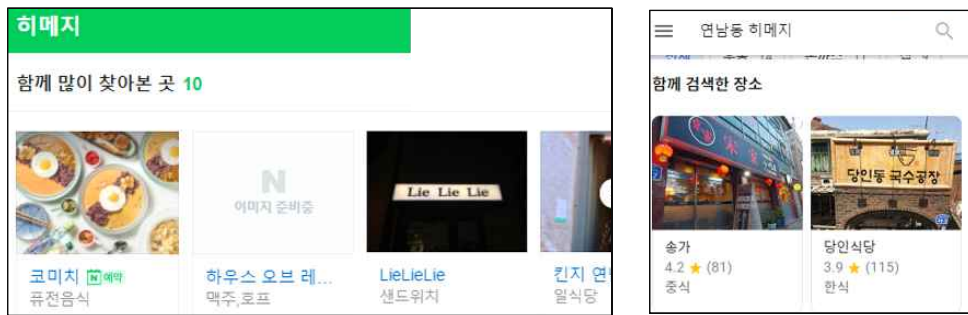 히메지
함께 많이 찾아본 곳 10
N
이미지 준비중
Lie Lie Lie
코미치 N예약
퓨전음식
하우스 오브 레...
맥주,호프
LieLieLie
샌드위치
킨지 연
일식당
연남동 히메지
함께 검색한 장소
당인동 국수공장
송가
4.2 ★ (81)
중식
당인식당
3.9 ★ (115)
한식